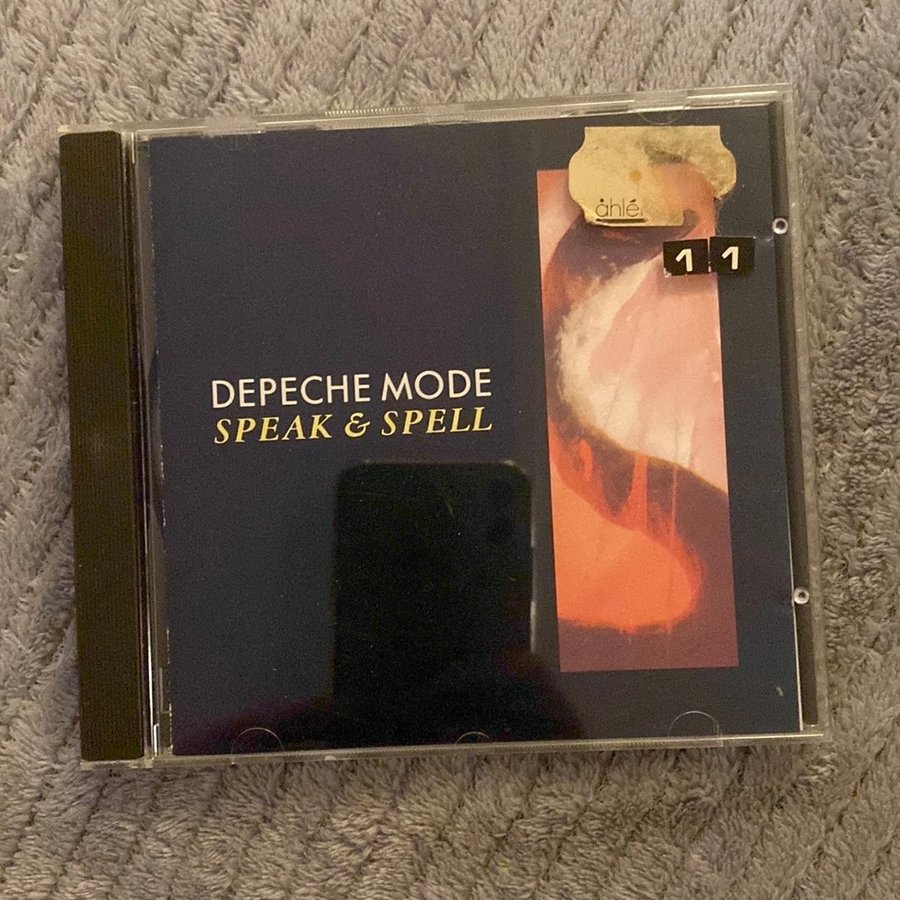 åhlé
1 1
DEPECHE MODE
SPEAK & SPELL